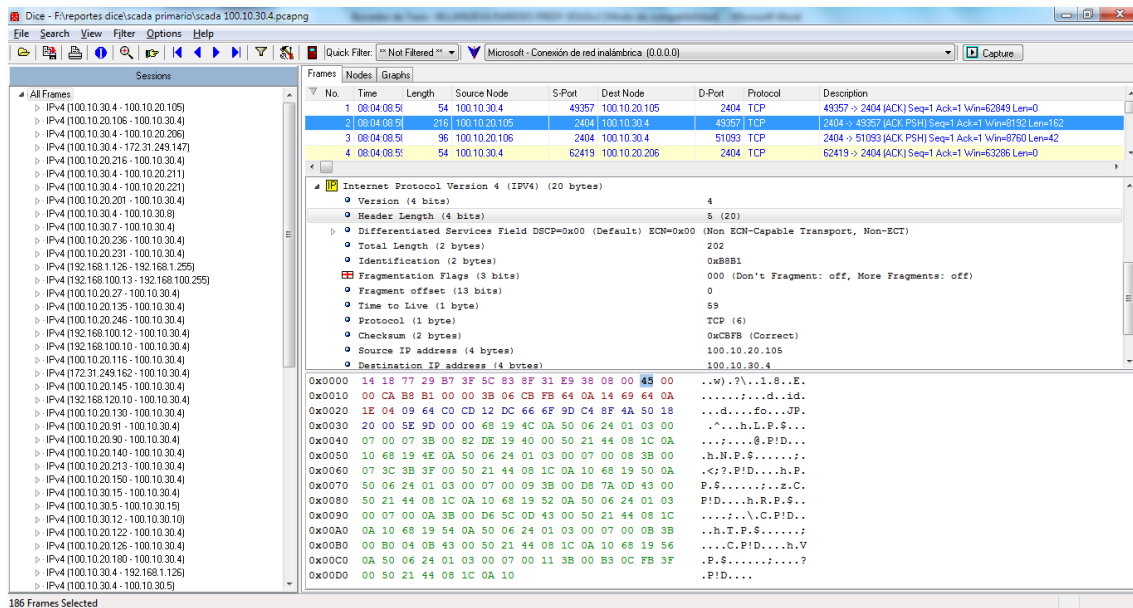 Dice - F:\reportes dice\scada primario\scada 100.10.30.4.pcapng
File Search View Filter Options Help
Quick Filter: ** Not Filtered ** Microsoft - Conexión de red inalámbrica (0.0.0.0) Capture
Sessions
All Frames
IPv4 (100.10.30.4 - 100.10.20.105)
IPv4 (100.10.20.106 - 100.10.30.4)
IPv4 (100.10.30.4 - 100.10.20.206)
IPv4 (100.10.30.4 - 172.31.249.147)
IPv4 (100.10.20.216 - 100.10.30.4)
IPv4 (100.10.30.4 - 100.10.20.211)
IPv4 (100.10.30.4 - 100.10.20.221)
IPv4 (100.10.20.201 - 100.10.30.4)
IPv4 (100.10.30.4 - 100.10.30.8)
IPv4 (100.10.30.7 - 100.10.30.4)
IPv4 (100.10.20.236 - 100.10.30.4)
IPv4 (100.10.20.231 - 100.10.30.4)
IPv4 (192.168.1.126 - 192.168.1.255)
IPv4 (192.168.100.13 - 192.168.100.255)
IPv4 (100.10.20.27 - 100.10.30.4)
IPv4 (100.10.20.135 - 100.10.30.4)
IPv4 (100.10.20.246 - 100.10.30.4)
IPv4 (192.168.100.12 - 100.10.30.4)
IPv4 (192.168.100.10 - 100.10.30.4)
IPv4 (100.10.20.116 - 100.10.30.4)
IPv4 (172.31.249.162 - 100.10.30.4)
IPv4 (100.10.20.145 - 100.10.30.4)
IPv4 (192.168.120.10 - 100.10.30.4)
IPv4 (100.10.20.130 - 100.10.30.4)
IPv4 (100.10.20.91 - 100.10.30.4)
IPv4 (100.10.20.90 - 100.10.30.4)
IPv4 (100.10.20.140 - 100.10.30.4)
IPv4 (100.10.20.213 - 100.10.30.4)
IPv4 (100.10.20.150 - 100.10.30.4)
IPv4 (100.10.30.15 - 100.10.30.4)
IPv4 (100.10.30.5 - 100.10.30.15)
IPv4 (100.10.30.12 - 100.10.30.10)
IPv4 (100.10.20.122 - 100.10.30.4)
IPv4 (100.10.20.126 - 100.10.30.4)
IPv4 (100.10.20.180 - 100.10.30.4)
IPv4 (100.10.30.4 - 192.168.1.126)
IPv4 (100.10.30.4 - 100.10.30.5)
Frames Nodes Graphs
No. Time Length Source Node S-Port Dest Node D-Port Protocol Description
1 08:04:08.5 54 100.10.30.4 49357 100.10.20.105 2404 TCP 49357 -> 2404 (ACK) Seq=1 Ack=1 Win=62849 Len=0
2 08:04:08.5 216 100.10.20.105 2404 100.10.30.4 49357 TCP 2404 -> 49357 (ACK PSH) Seq=1 Ack=1 Win=8192 Len=162
3 08:04:08.5 96 100.10.20.106 2404 100.10.30.4 51093 TCP 2404 -> 51093 (ACK PSH) Seq=1 Ack=1 Win=8760 Len=42
4 08:04:08.5 54 100.10.30.4 62419 100.10.20.206 2404 TCP 62419 -> 2404 (ACK) Seq=1 Ack=1 Win=63286 Len=0
IP Internet Protocol Version 4 (IPV4) (20 bytes)
Version (4 bits) 4
Header Length (4 bits) 5 (20)
Differentiated Services Field DSCP=0x00 (Default) ECN=0x00 (Non ECN-Capable Transport, Non-ECT)
Total Length (2 bytes) 202
Identification (2 bytes) 0xB8B1
Fragmentation Flags (3 bits) 000 (Don't Fragment: off, More Fragments: off)
Fragment offset (13 bits) 0
Time to Live (1 byte) 59
Protocol (1 byte) TCP (6)
Checksum (2 bytes) 0xCBFB (Correct)
Source IP address (4 bytes) 100.10.20.105
Destination IP address (4 bytes) 100.10.30.4
0x0000 14 18 77 29 B7 3F 5C 83 8F 31 E9 38 08 00 45 00 ..w).?\..1.8..E.
0x0010 00 CA B8 B1 00 00 3B 06 CB FB 64 0A 14 69 64 0A ......;...d..id.
0x0020 1E 04 09 64 C0 CD 12 DC 66 6F 9D C4 8F 4A 50 18 ...d....fo...JP.
0x0030 20 00 5E 9D 00 00 68 19 4C 0A 50 06 24 01 03 00 .^...h.L.P.$...
0x0040 07 00 07 3B 00 82 DE 19 40 00 50 21 44 08 1C 0A ...;....@.P!D...
0x0050 10 68 19 4E 0A 50 06 24 01 03 00 07 00 08 3B 00 .h.N.P.$......;.
0x0060 07 3C 3B 3F 00 50 21 44 08 1C 0A 10 68 19 50 0A .<;?.P!D....h.P.
0x0070 50 06 24 01 03 00 07 00 09 3B 00 D8 7A 0D 43 00 P.$......;..z.C.
0x0080 50 21 44 08 1C 0A 10 68 19 52 0A 50 06 24 01 03 P!D....h.R.P.$..
0x0090 00 07 00 0A 3B 00 D6 5C 0D 43 00 50 21 44 08 1C ....;..\.C.P!D..
0x00A0 0A 10 68 19 54 0A 50 06 24 01 03 00 07 00 0B 3B ..h.T.P.$......;
0x00B0 00 B0 04 0B 43 00 50 21 44 08 1C 0A 10 68 19 56 ....C.P!D....h.V
0x00C0 0A 50 06 24 01 03 00 07 00 11 3B 00 B3 0C FB 3F .P.$......;....?
0x00D0 00 50 21 44 08 1C 0A 10 .P!D....
186 Frames Selected